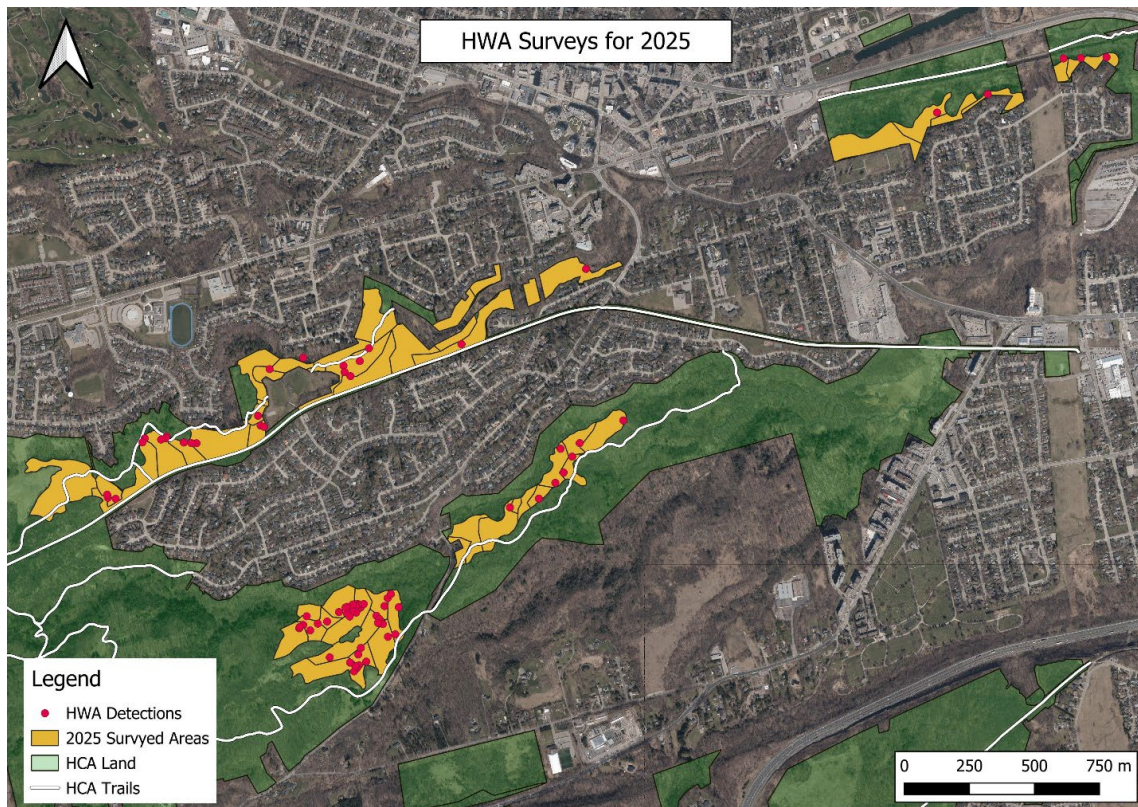 HWA Surveys for 2025
Legend
HWA Detections
2025 Survyed Areas
HCA Land
HCA Trails
0 250 500 750 m